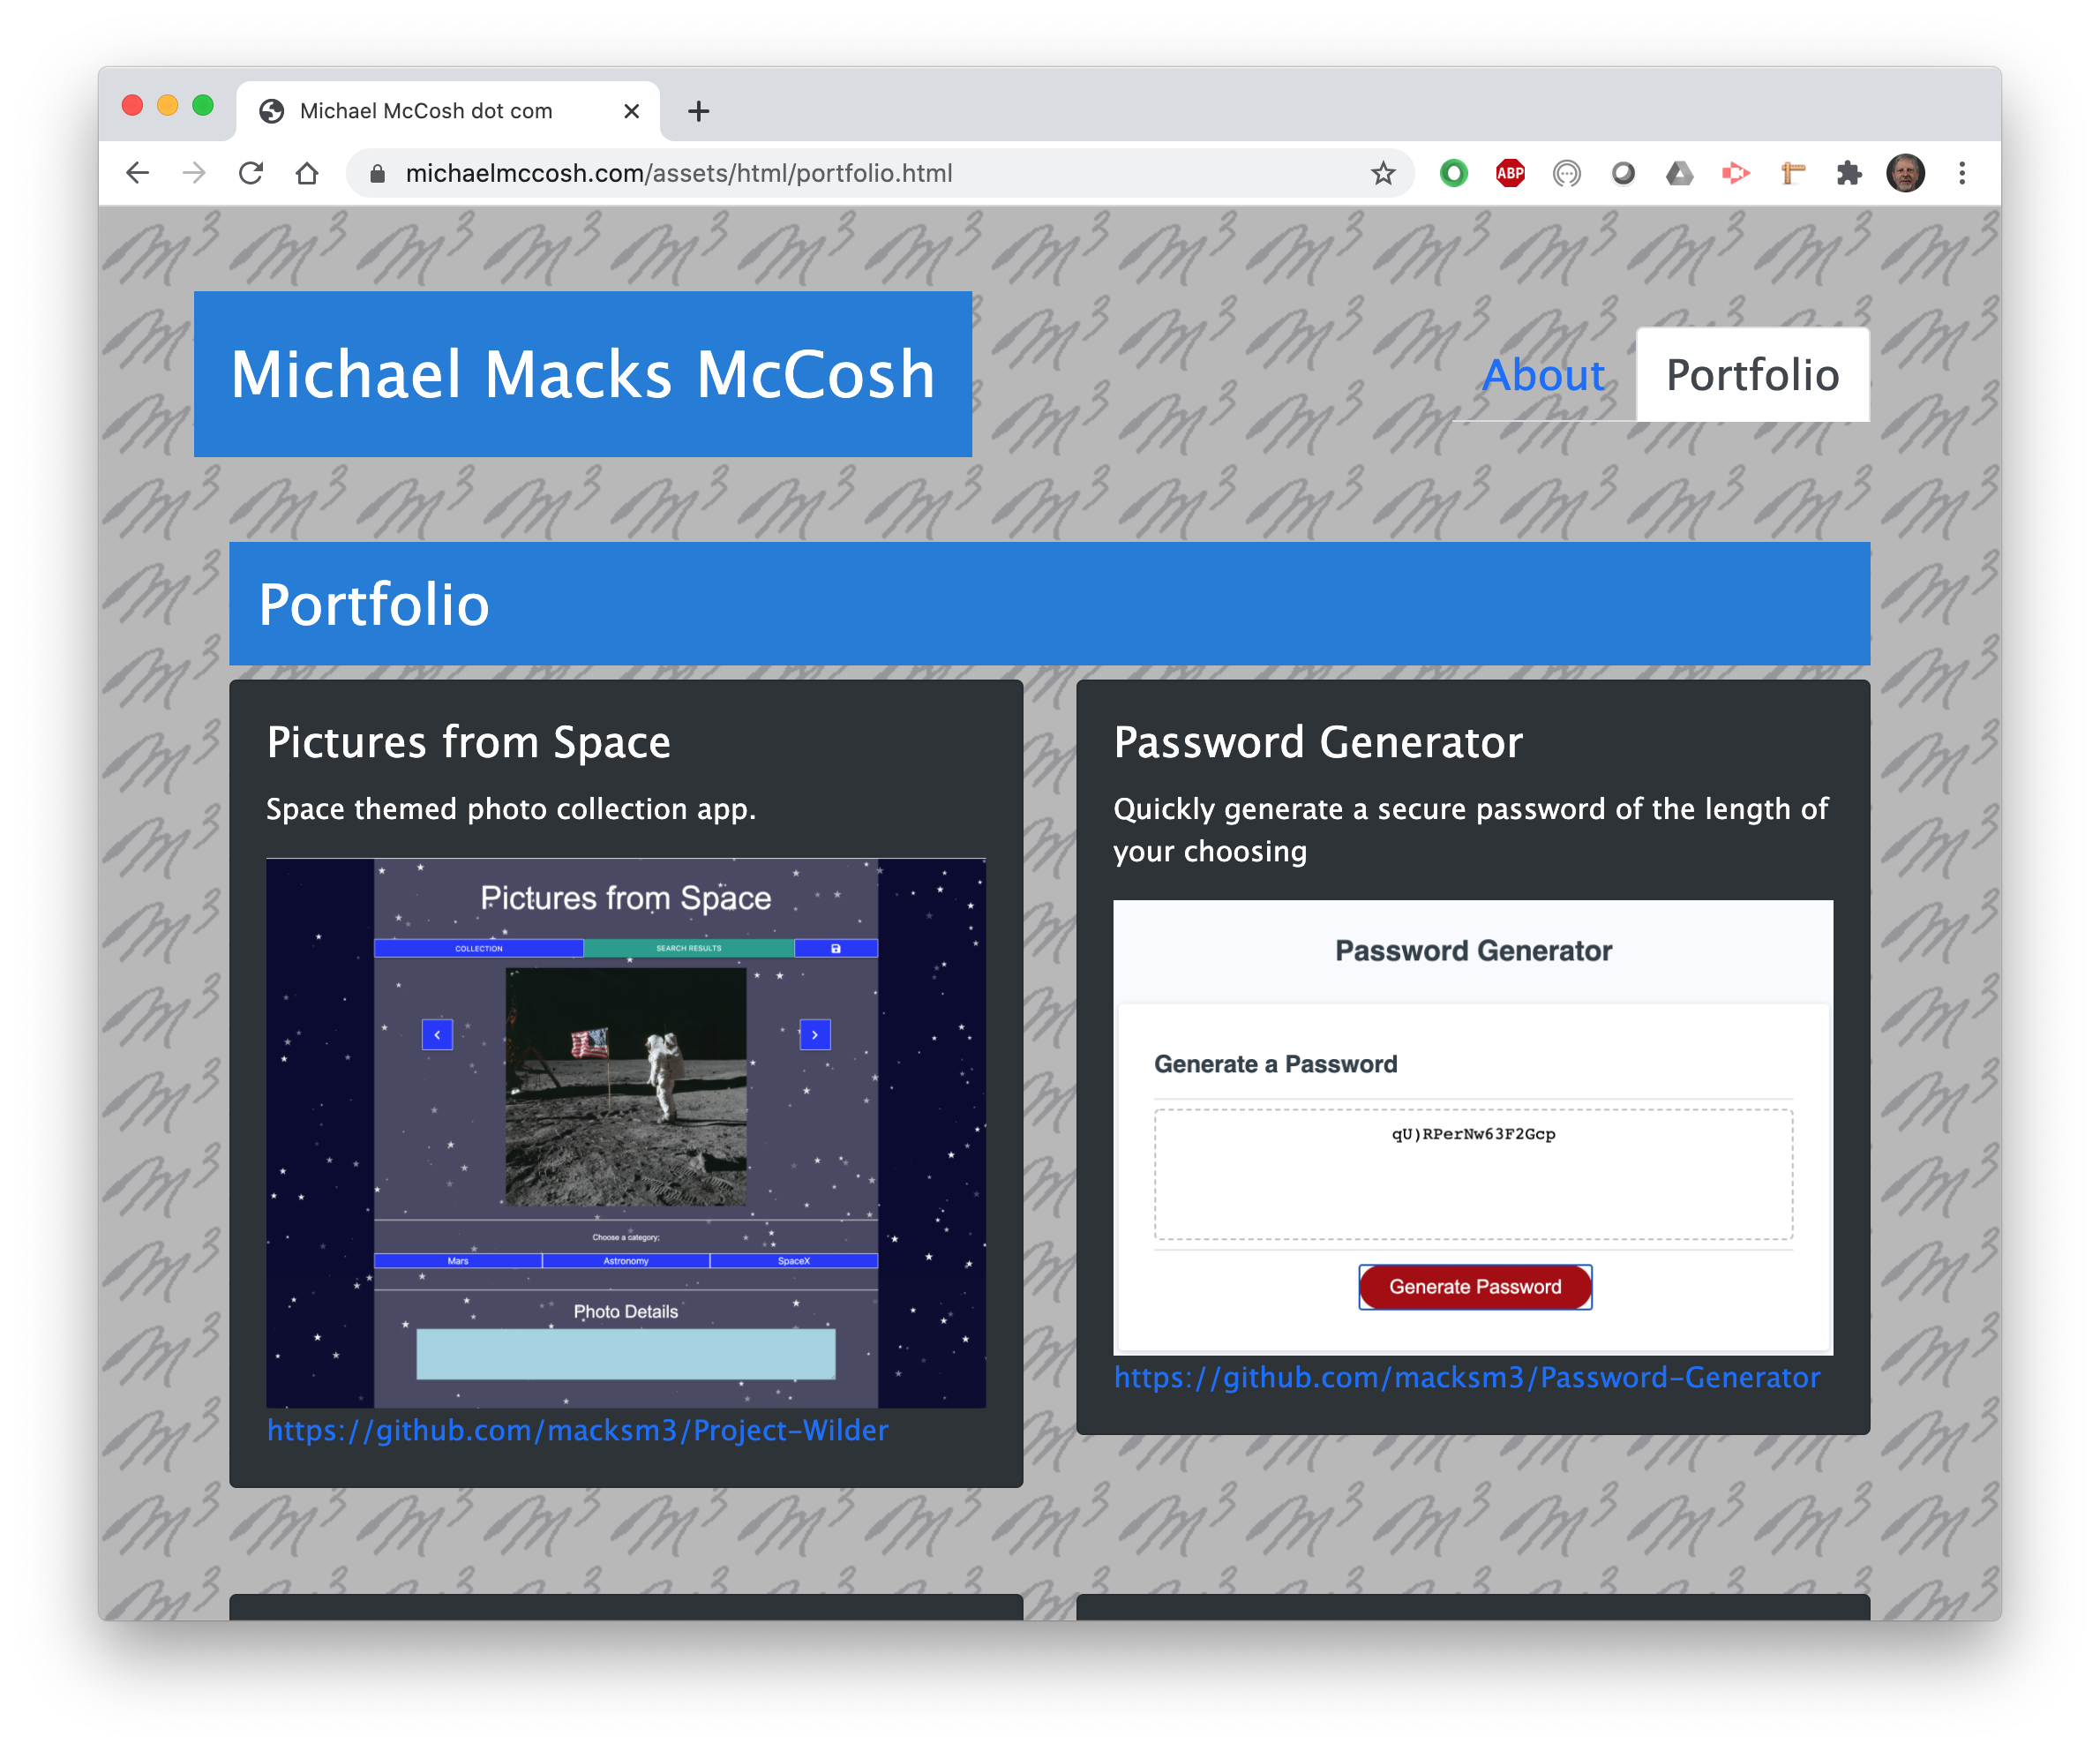 Michael McCosh dot com
michaelmccosh.com/assets/html/portfolio.html
ABP
Michael Macks McCosh
About
Portfolio
Portfolio
Pictures from Space
Space themed photo collection app.
Pictures from Space
COLLECTION
SEARCH RESULTS
Choose a category;
Mars
Astronomy
SpaceX
Photo Details
https://github.com/macksm3/Project-Wilder
Password Generator
Quickly generate a secure password of the length of
your choosing
Password Generator
Generate a Password
qU)RPerNw63F2Gcp
Generate Password
https://github.com/macksm3/Password-Generator
m3